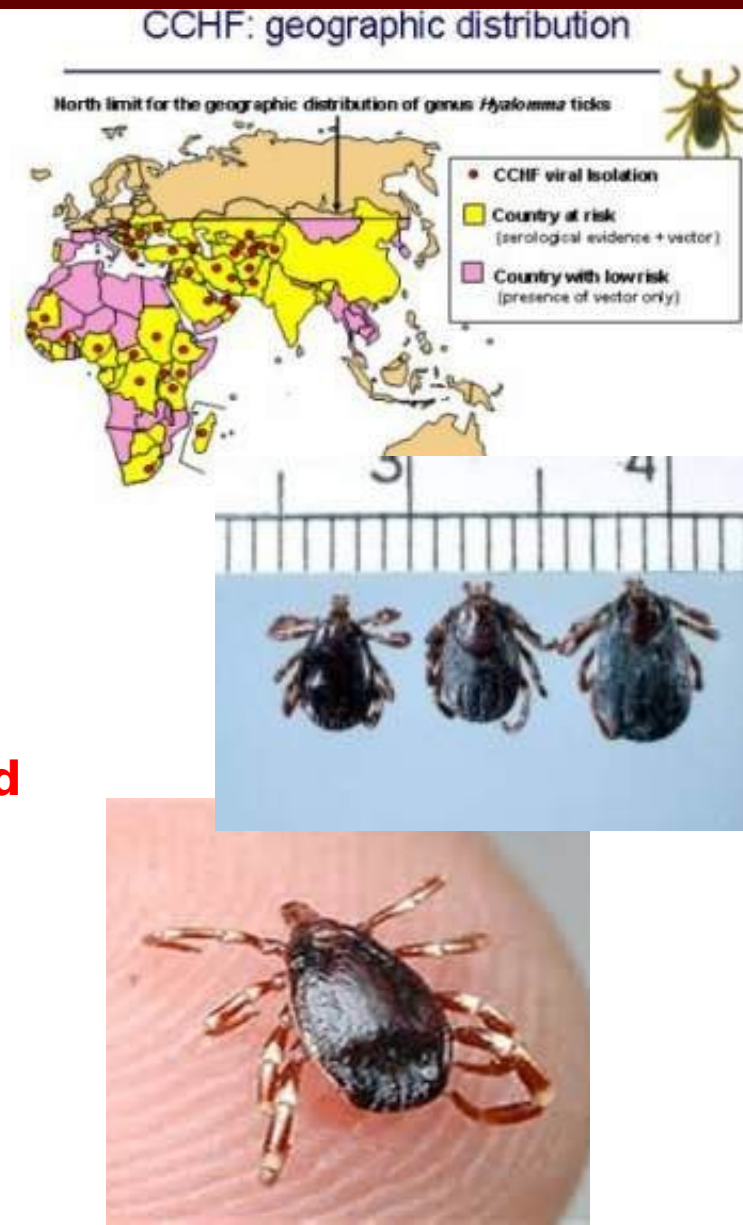 CCHF: geographic distribution
North limit for the geographic distribution of genus Hyalomma ticks
CCHF viral Isolation
Country at risk
(serological evidence + vector)
Country with low risk
(presence of vector only)
3
4
d